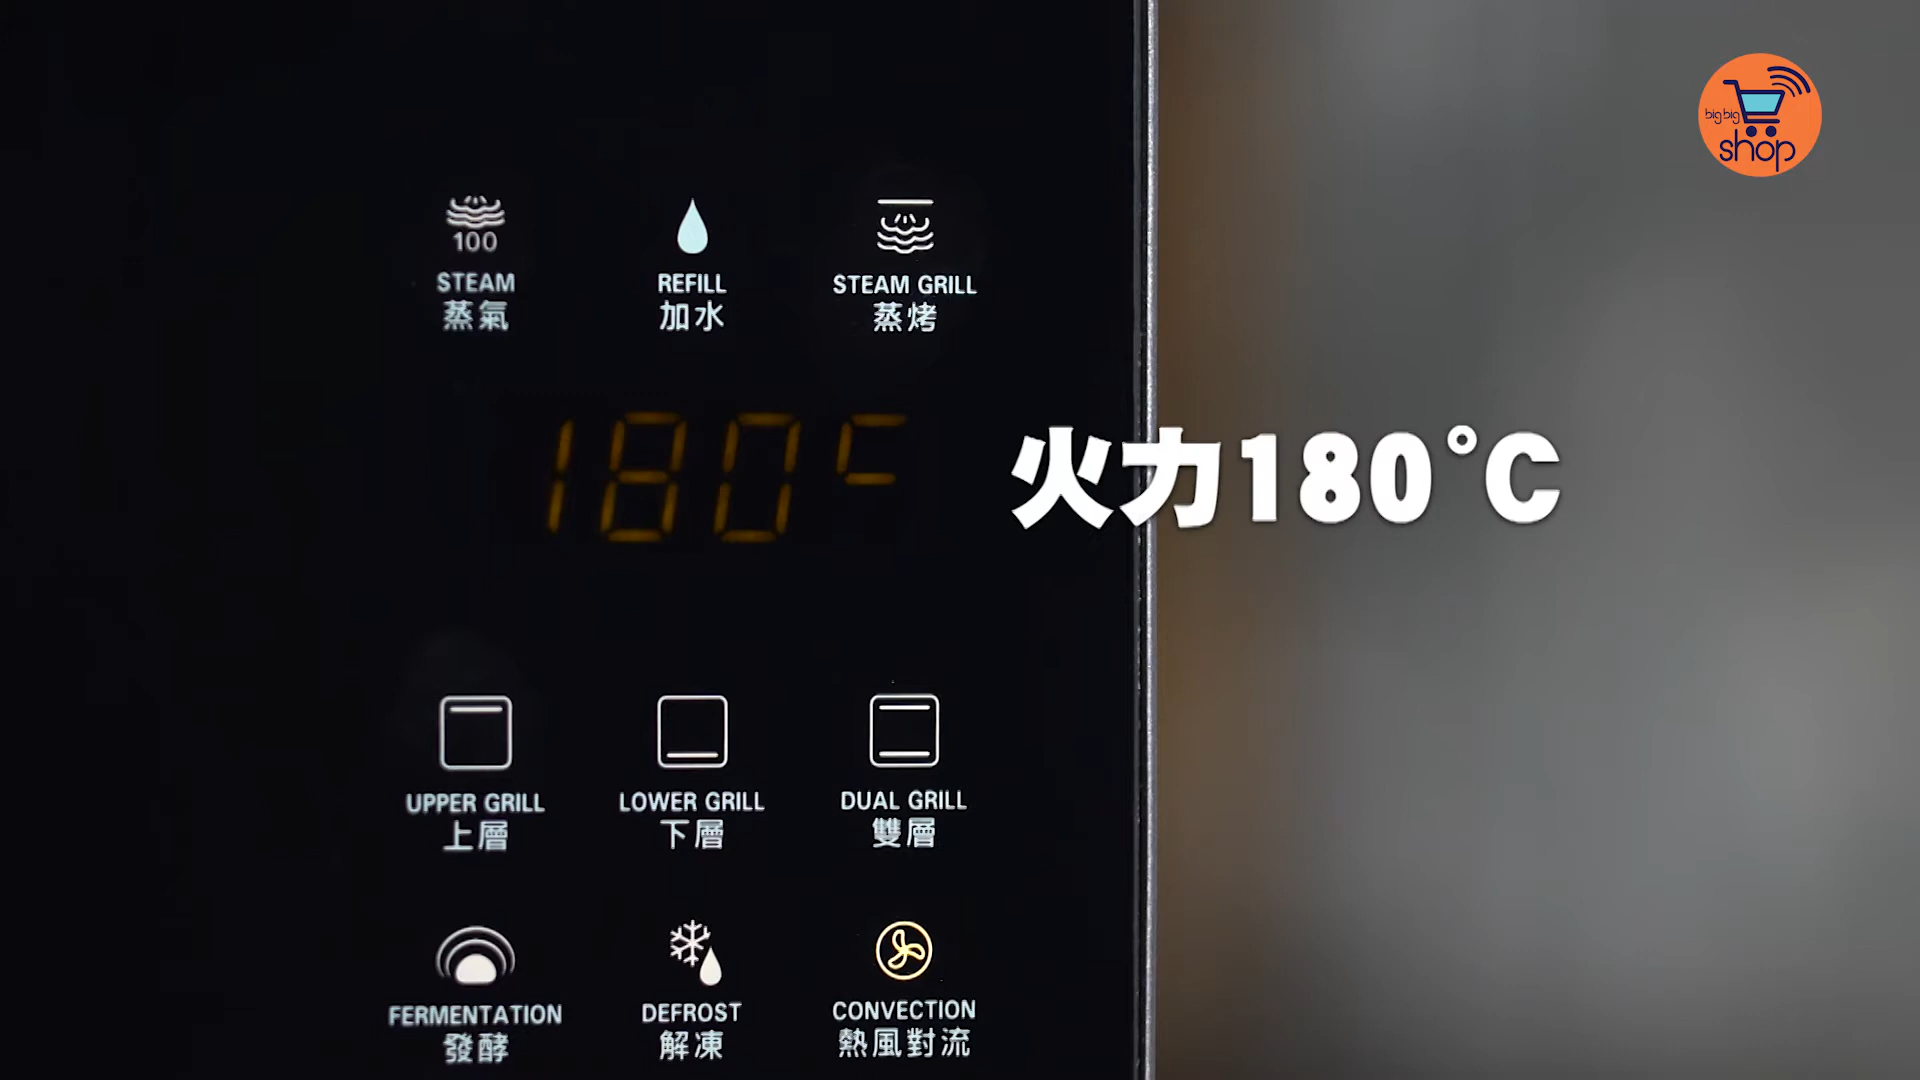 big big
shop
100
STEAM
蒸氣
REFILL
加水
STEAM GRILL
蒸烤
180°C
火力180°C
UPPER GRILL
上層
LOWER GRILL
下層
DUAL GRILL
雙層
FERMENTATION
發酵
DEFROST
解凍
CONVECTION
熱風對流